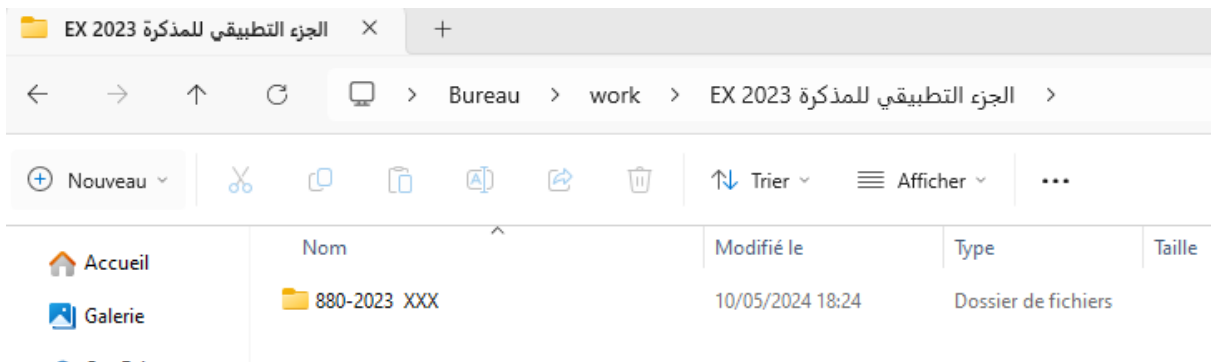 الجزء التطبيقي للمذكرة EX 2023
Bureau > work > الجزء التطبيقي للمذكرة EX 2023 >
Nouveau Trier Afficher
Nom Modifié le Type Taille
Accueil
880-2023 XXX 10/05/2024 18:24 Dossier de fichiers
Galerie